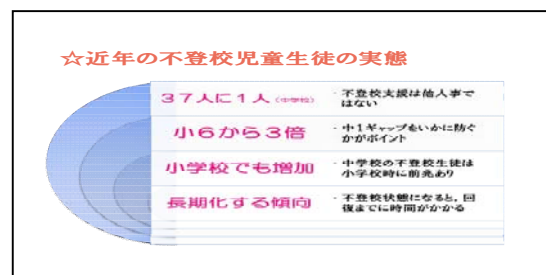 ☆近年の不登校児童生徒の実態
37人に1人(中学校)
・不登校支援は他人事で
はない
小6から3倍
・中1ギャップをいかに防ぐ
かがポイント
小学校でも増加
・中学校の不登校生徒は
小学校時に前兆あり
長期化する傾向
・不登校状態になると,回
復までに時間がかかる